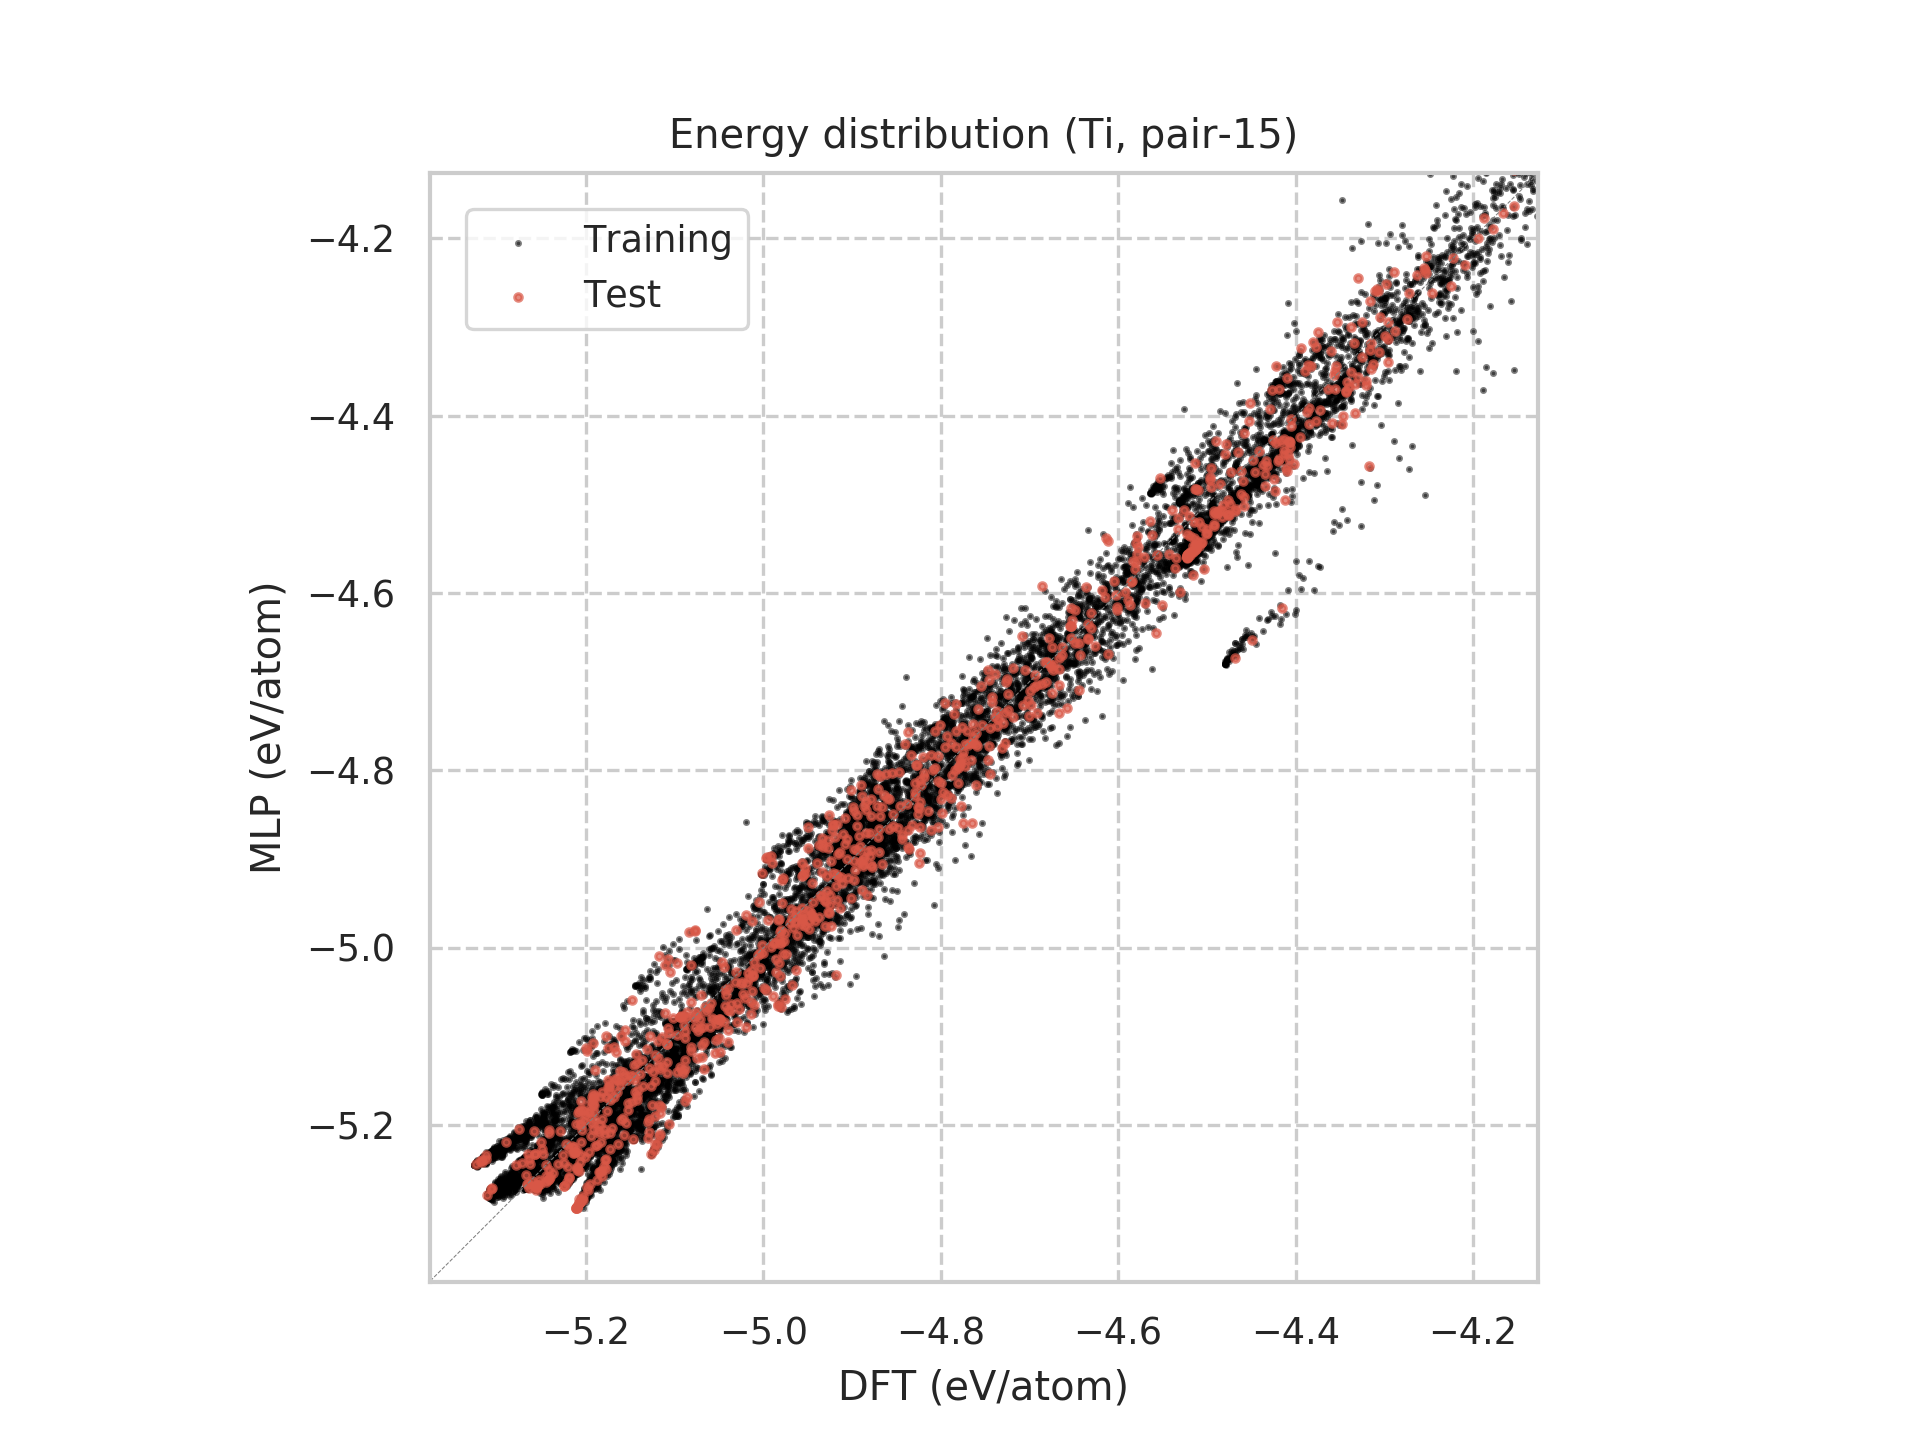 Energy distribution (Ti, pair-15)
Training
Test
MLP (eV/atom)
−4.2
−4.4
−4.6
−4.8
−5.0
−5.2
−5.2 −5.0 −4.8 −4.6 −4.4 −4.2
DFT (eV/atom)